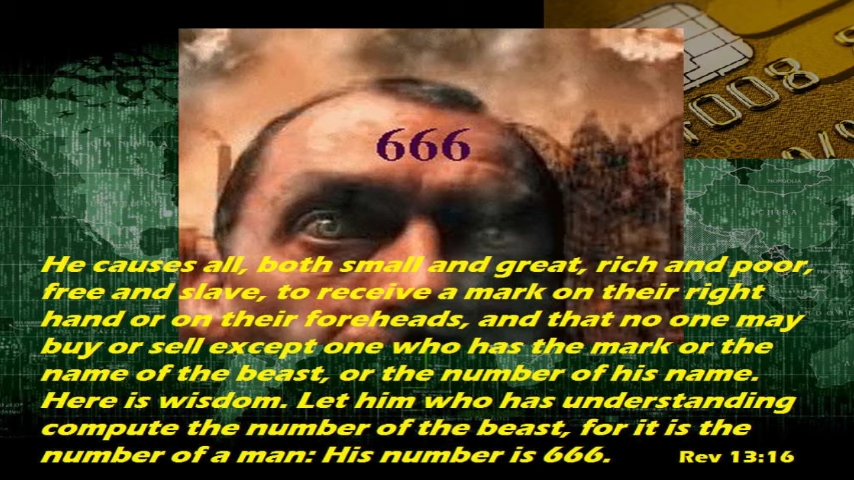 666
008
MONGOLIA
CHINA
He causes all, both small and great, rich and poor,
free and slave, to receive a mark on their right
hand or on their foreheads, and that no one may
buy or sell except one who has the mark or the
name of the beast, or the number of his name.
Here is wisdom. Let him who has understanding
compute the number of the beast, for it is the
number of a man: His number is 666.
Rev 13:16